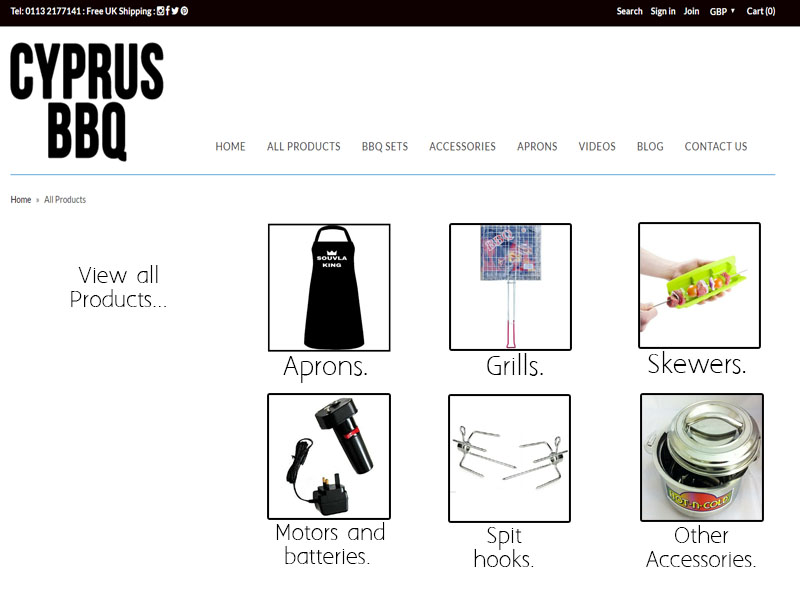 Tel: 0113 2177141 : Free UK Shipping :
Search Sign in Join GBP ▼ Cart (0)
CYPRUS
BBQ
HOME ALL PRODUCTS BBQ SETS ACCESSORIES APRONS VIDEOS BLOG CONTACT US
Home » All Products
View all
Products...
SOUVLA
KING
BBQ
Aprons.
Grills.
Skewers.
HOT-N-COLD
Motors and
batteries.
Spit
hooks.
Other
Accessories.